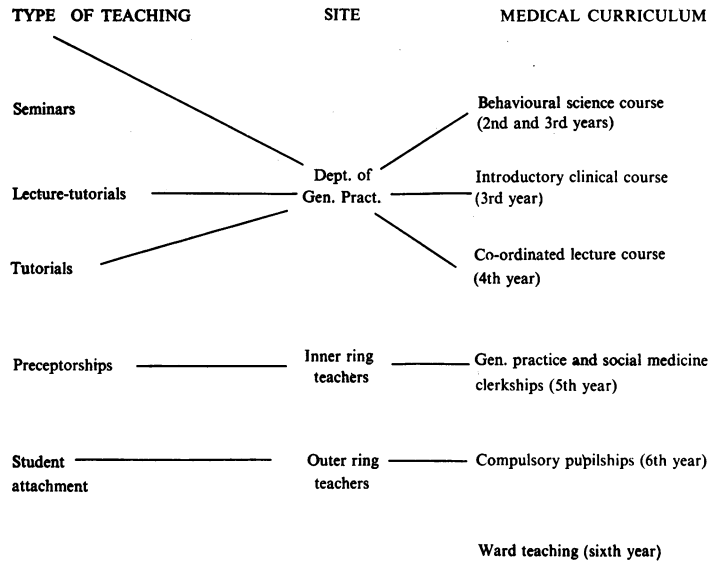 TYPE OF TEACHING SITE MEDICAL CURRICULUM
Seminars
Behavioural science course
(2nd and 3rd years)
Lecture-tutorials
Dept. of
Gen. Pract.
Introductory clinical course
(3rd year)
Tutorials
Co-ordinated lecture course
(4th year)
Preceptorships
Inner ring
teachers
Gen. practice and social medicine
clerkships (5th year)
Student
attachment
Outer ring
teachers
Compulsory pupilships (6th year)
Ward teaching (sixth year)